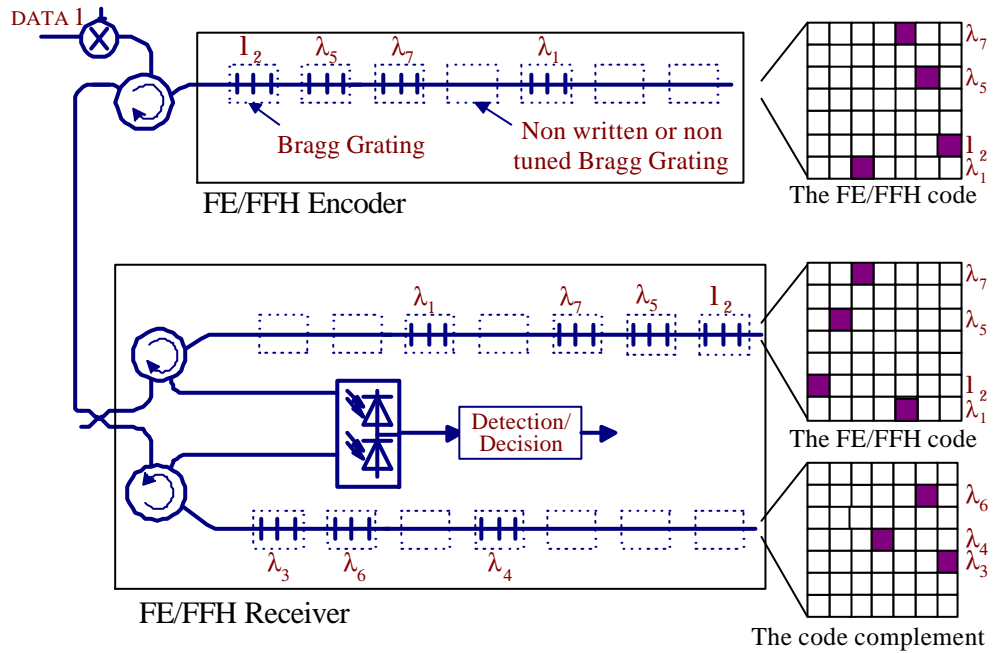 DATA 1
l₂ λ₅ λ₇ λ₁
Bragg Grating
Non written or non
tuned Bragg Grating
FE/FFH Encoder
λ₇
λ₅
l₂
λ₁
The FE/FFH code
λ₁ λ₇ λ₅ l₂
Detection/
Decision
λ₃ λ₆ λ₄
FE/FFH Receiver
λ₇
λ₅
l₂
λ₁
The FE/FFH code
λ₆
λ₄
λ₃
The code complement